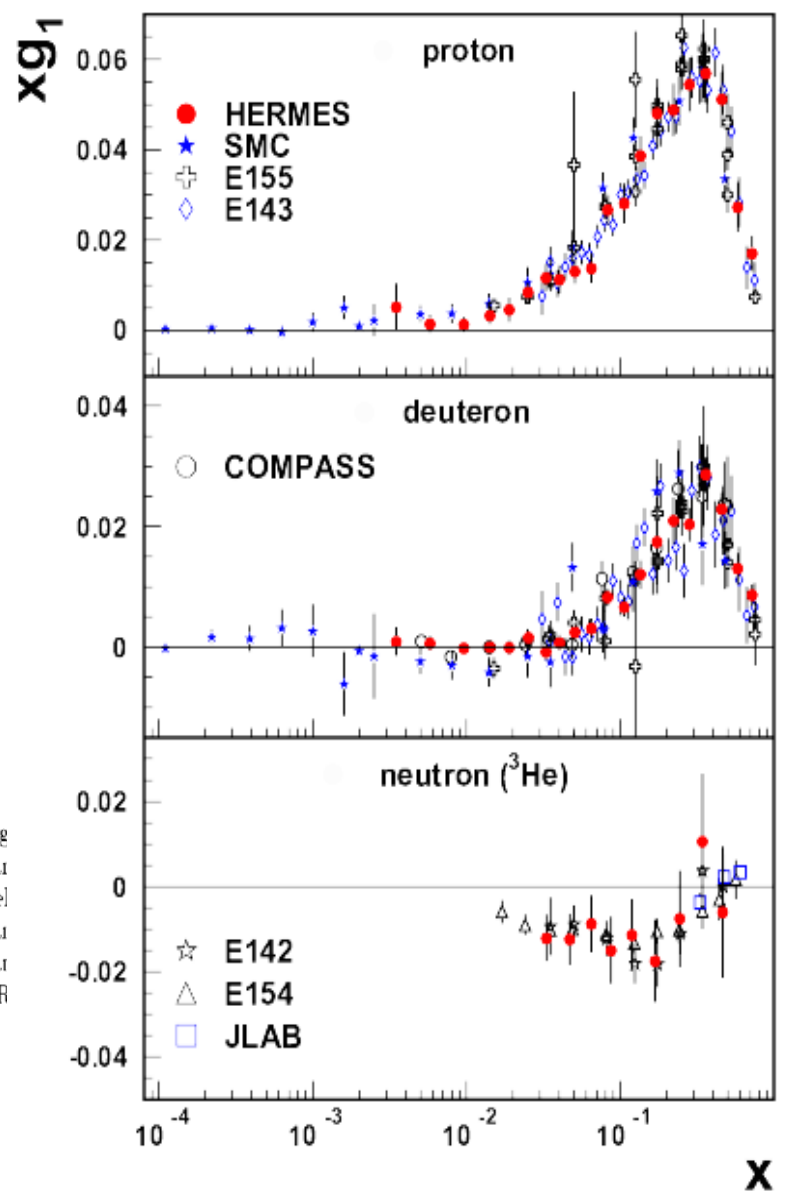 xg1
0.06
proton
HERMES
SMC
0.04
E155
E143
0.02
0
0.04
deuteron
COMPASS
0.02
0
neutron (3He)
0.02
0
E142
-0.02
E154
JLAB
-0.04
10 -4 10 -3 10 -2 10 -1
x